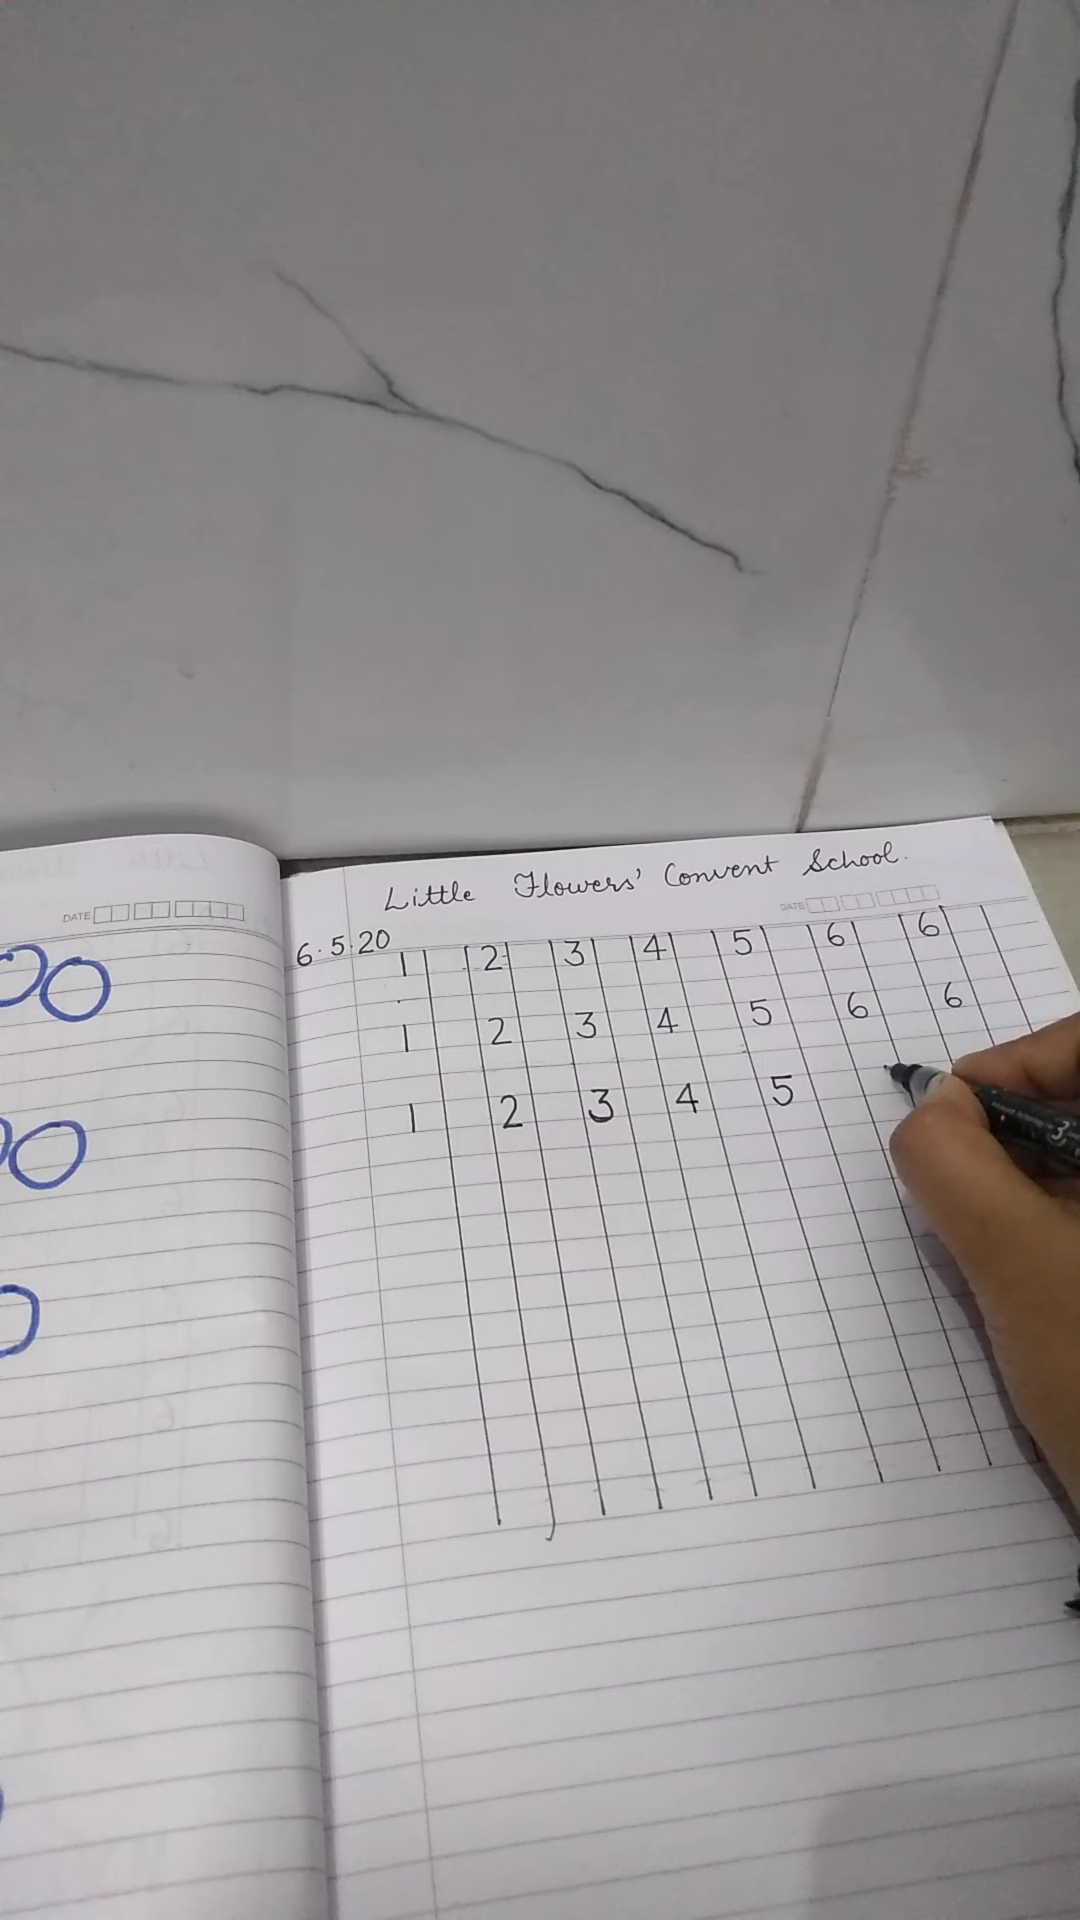 Little Flowers' Convent School.
DATE
DATE
6.5.20
1 2 3 4 5 6 6
1 2 3 4 5 6 6
1 2 3 4 5